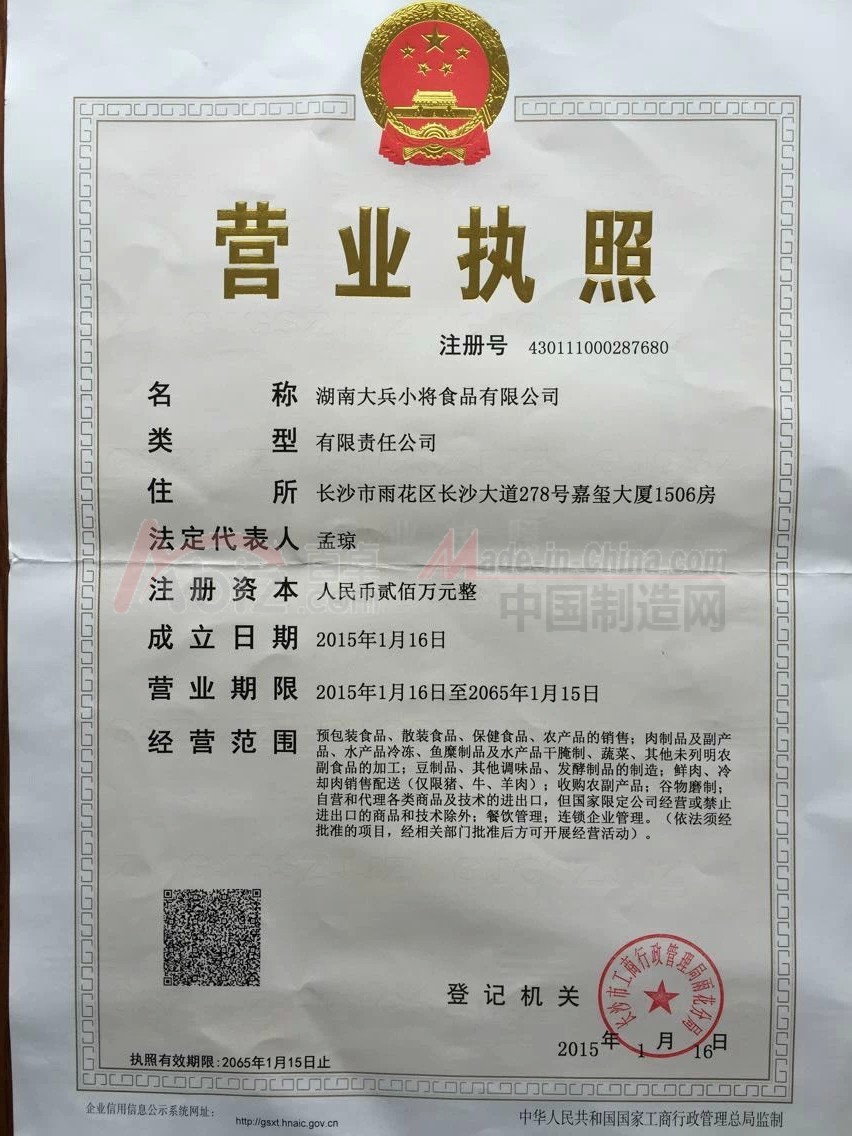 营业执照
注册号 430111000287680
名称 湖南大兵小将食品有限公司
类型 有限责任公司
住所 长沙市雨花区长沙大道278号嘉玺大厦1506房
法定代表人 孟琼
注册资本 人民币贰佰万元整
Made-in-China.com
中国制造网
成立日期 2015年1月16日
营业期限 2015年1月16日至2065年1月15日
经营范围 预包装食品、散装食品、保健食品、农产品的销售；肉制品及副产
品、水产品冷冻、鱼糜制品及水产品干腌制、蔬菜、其他未列明农
副食品的加工；豆制品、其他调味品、发酵制品的制造；鲜肉、冷
却肉销售配送（仅限猪、牛、羊肉）；收购农副产品；谷物磨制；
自营和代理各类商品及技术的进出口，但国家限定公司经营或禁止
进出口的商品和技术除外；餐饮管理；连锁企业管理。（依法须经
批准的项目，经相关部门批准后方可开展经营活动）。
长沙市工商行政管理局雨花分局
登记机关
2015年1月16日
执照有效期限：2065年1月15日止
企业信用信息公示系统网址：
http://gsxt.hnaic.gov.cn
中华人民共和国国家工商行政管理总局监制